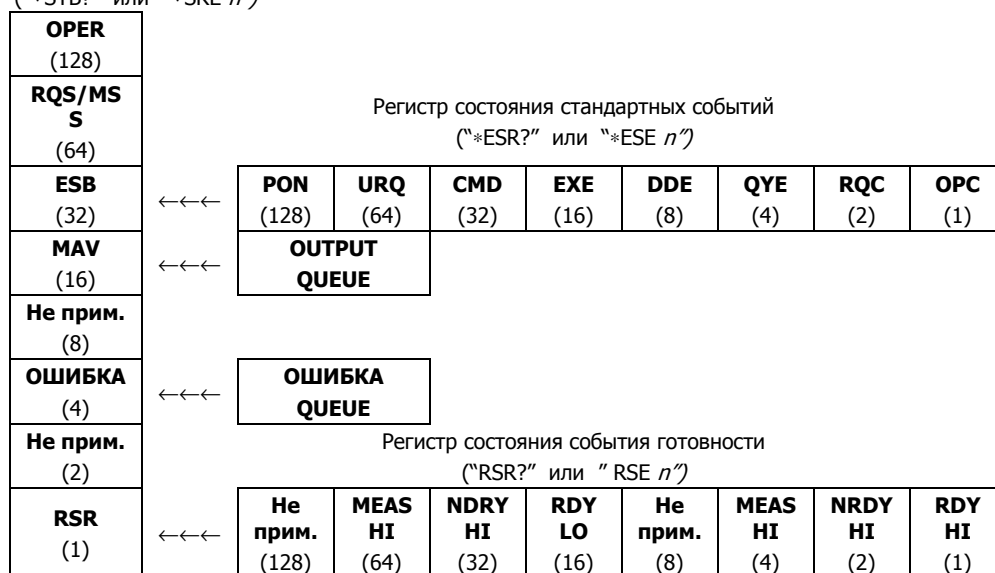 ("*STB?" или "*SRE n")
OPER
(128)
RQS/MS
S
(64)
Регистр состояния стандартных событий
("*ESR?" или "*ESE n")
ESB
(32)
←←←
PON
(128)
URQ
(64)
CMD
(32)
EXE
(16)
DDE
(8)
QYE
(4)
RQC
(2)
OPC
(1)
MAV
(16)
←←←
OUTPUT
QUEUE
Не прим.
(8)
ОШИБКА
(4)
←←←
ОШИБКА
QUEUE
Не прим.
(2)
Регистр состояния события готовности
("RSR?" или " RSE n")
RSR
(1)
←←←
Не
прим.
(128)
MEAS
HI
(64)
NDRY
HI
(32)
RDY
LO
(16)
Не
прим.
(8)
MEAS
HI
(4)
NRDY
HI
(2)
RDY
HI
(1)